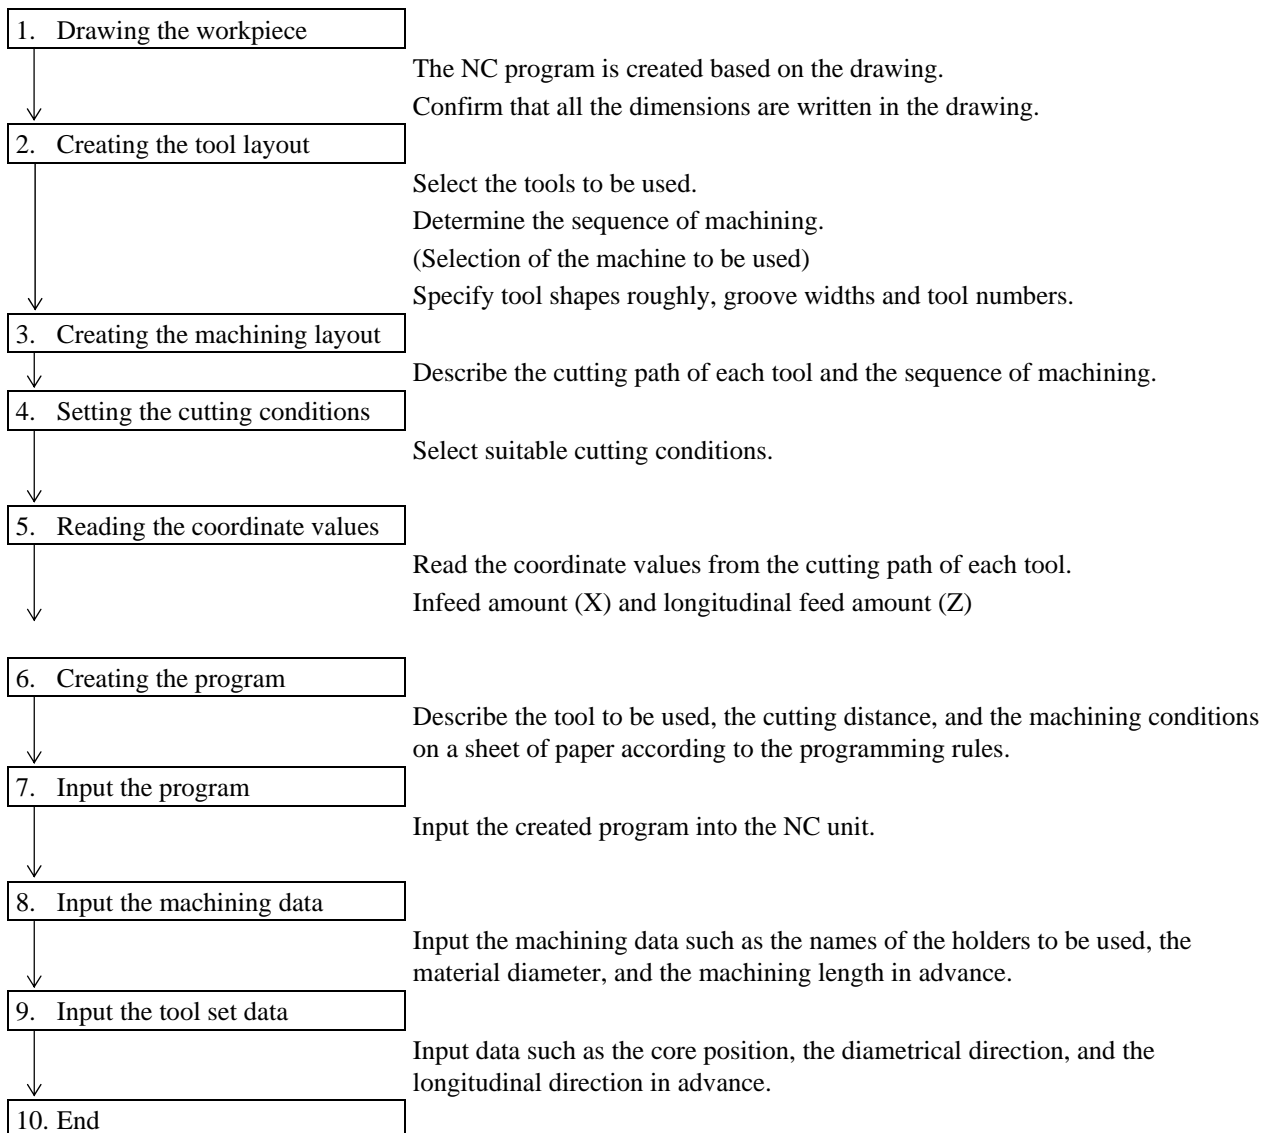 1. Drawing the workpiece
The NC program is created based on the drawing.
Confirm that all the dimensions are written in the drawing.
2. Creating the tool layout
Select the tools to be used.
Determine the sequence of machining.
(Selection of the machine to be used)
Specify tool shapes roughly, groove widths and tool numbers.
3. Creating the machining layout
Describe the cutting path of each tool and the sequence of machining.
4. Setting the cutting conditions
Select suitable cutting conditions.
5. Reading the coordinate values
Read the coordinate values from the cutting path of each tool.
Infeed amount (X) and longitudinal feed amount (Z)
6. Creating the program
Describe the tool to be used, the cutting distance, and the machining conditions
on a sheet of paper according to the programming rules.
7. Input the program
Input the created program into the NC unit.
8. Input the machining data
Input the machining data such as the names of the holders to be used, the
material diameter, and the machining length in advance.
9. Input the tool set data
Input data such as the core position, the diametrical direction, and the
longitudinal direction in advance.
10. End